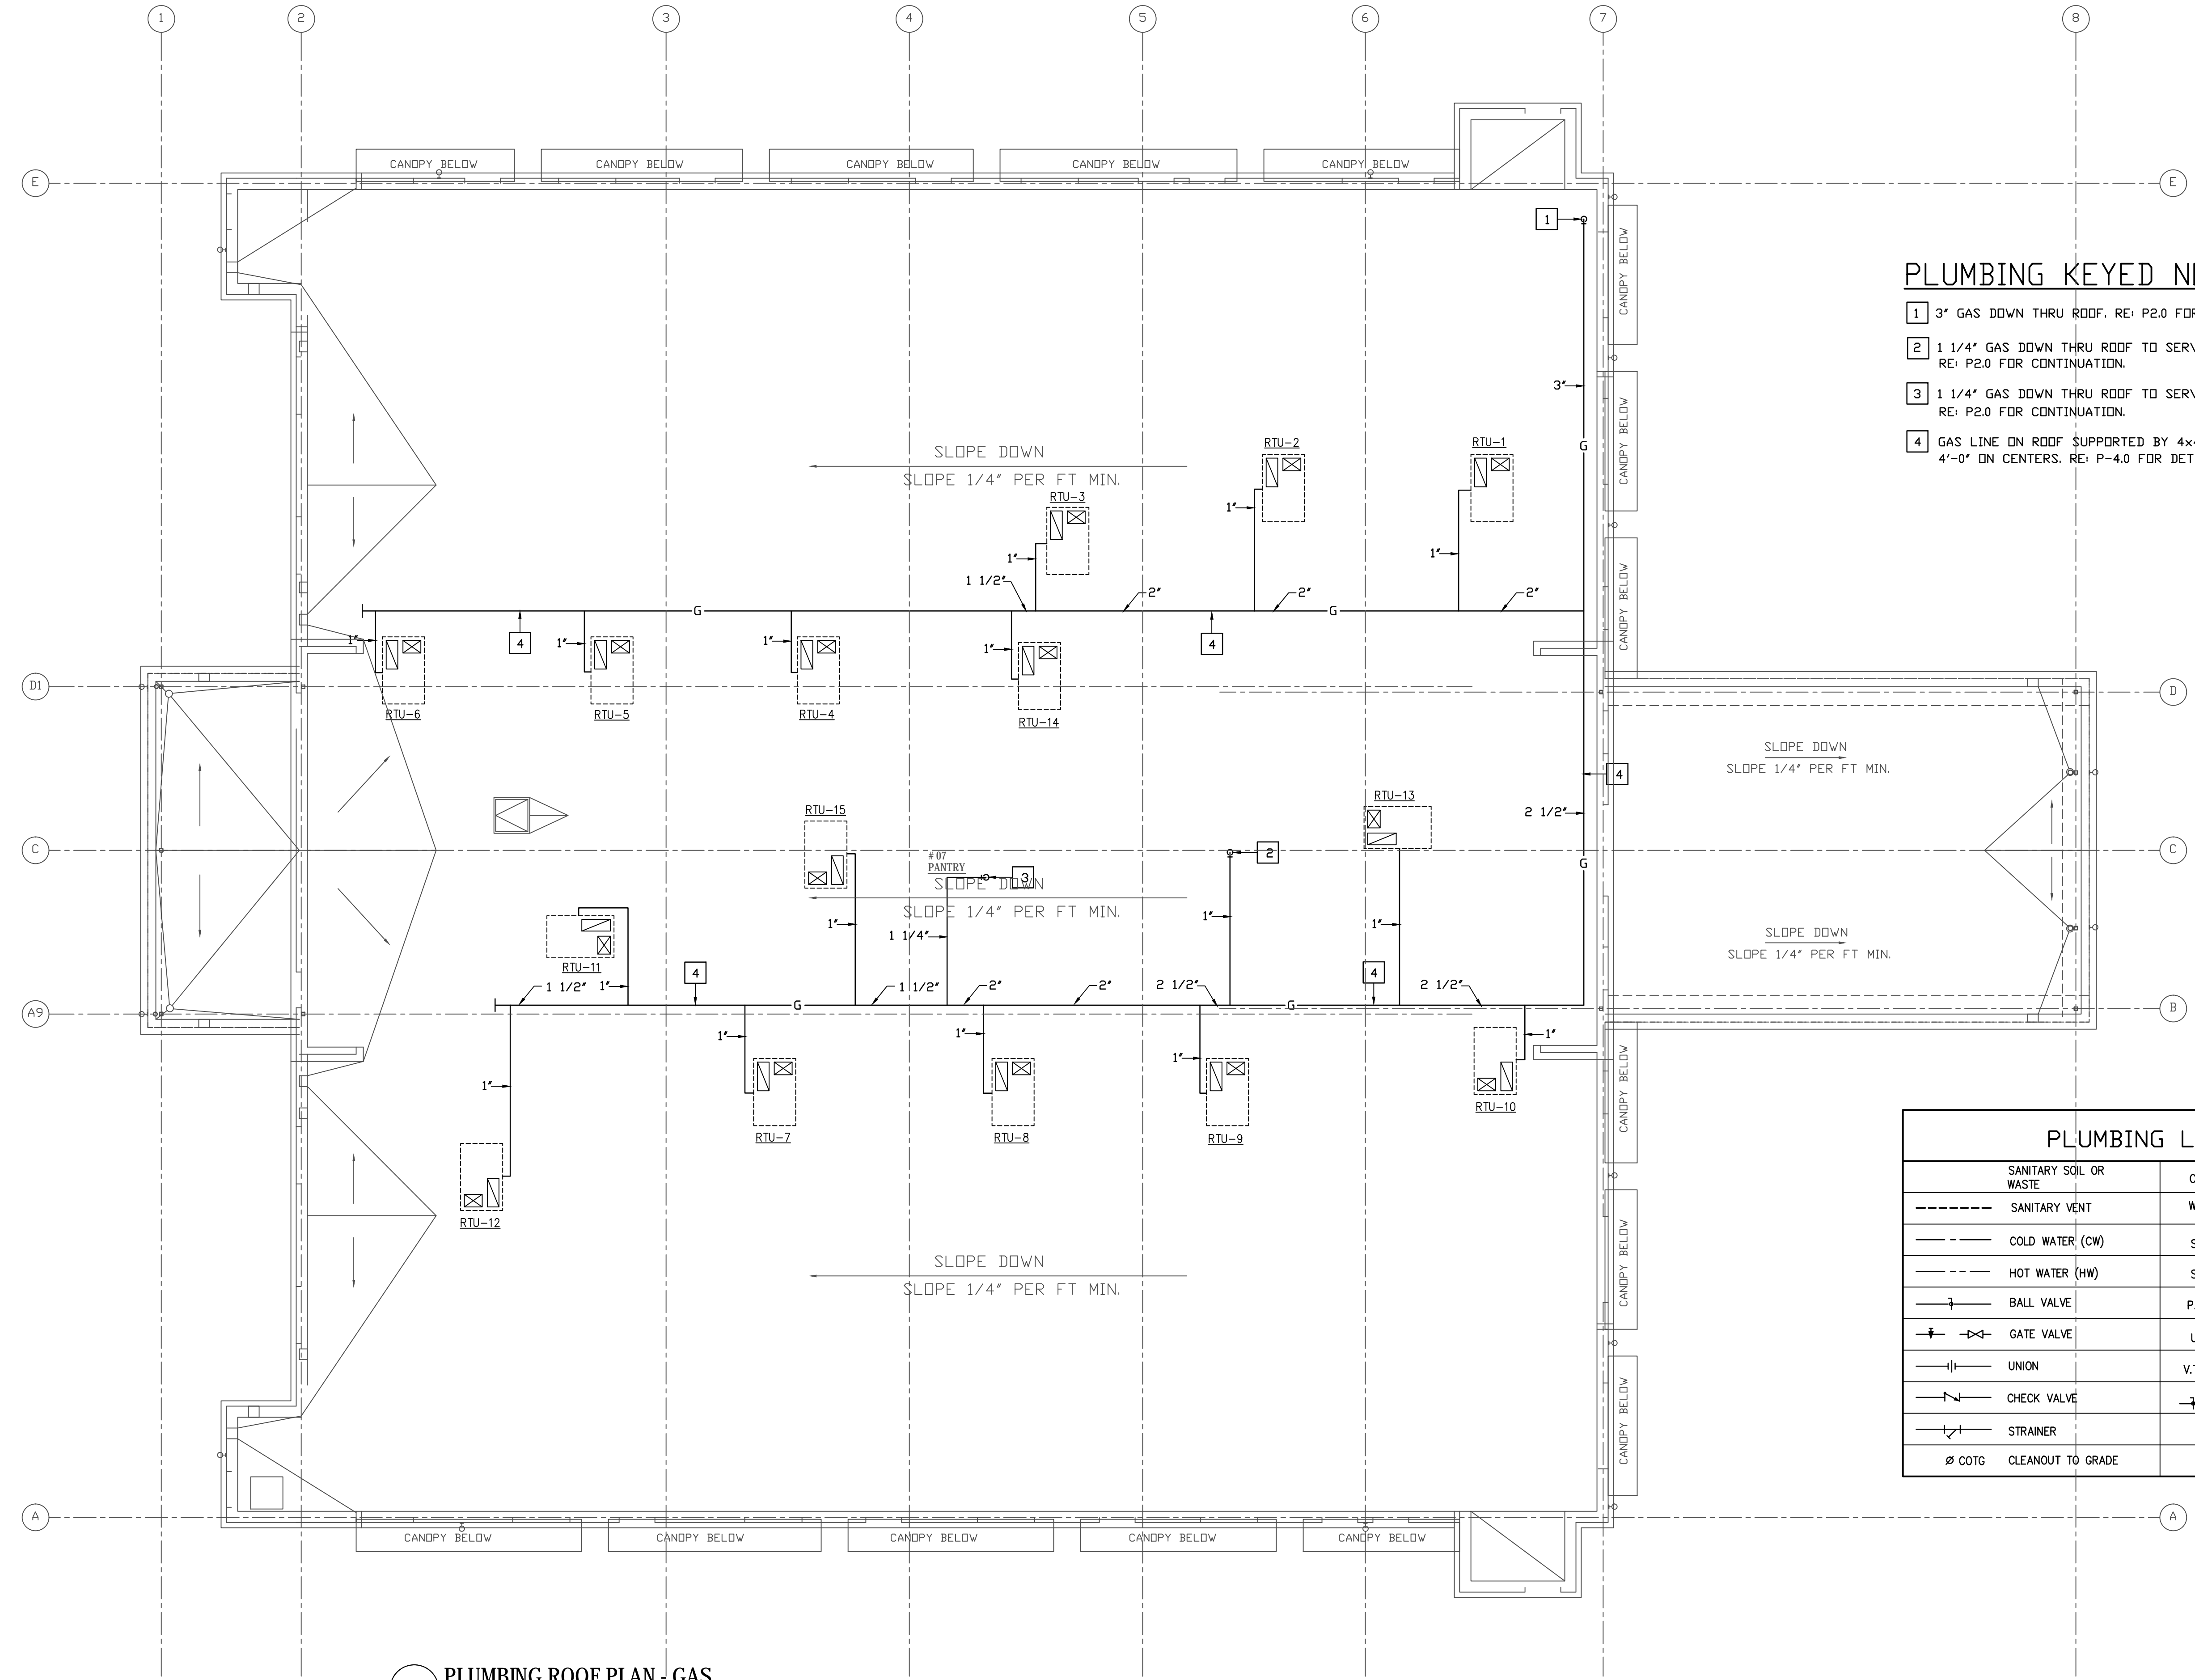 1 2 3 4 5 6 7 8
CANOPY BELOW CANOPY BELOW CANOPY BELOW CANOPY BELOW CANOPY BELOW
E E
1
CANOPY BELOW
PLUMBING KEYED
1 3" GAS DOWN THRU ROOF. RE: P2.0
2 1 1/4" GAS DOWN THRU ROOF TO
RE: P2.0 FOR CONTINUATION.
3 1 1/4" GAS DOWN THRU ROOF TO
RE: P2.0 FOR CONTINUATION.
4 GAS LINE ON ROOF SUPPORTED BY
4'-0" ON CENTERS. RE: P-4.0 FOR
3"
CANOPY BELOW
G
RTU-2 RTU-1
SLOPE DOWN
SLOPE 1/4" PER FT MIN.
RTU-3
1"
1" 1"
1 1/2" 2" 2" 2"
CANOPY BELOW
G G
1" 4 1" 1" 1" 4
RTU-6 RTU-5 RTU-4 RTU-14
D1 D
SLOPE DOWN
SLOPE 1/4" PER FT MIN.
4
RTU-15 RTU-13
2 1/2"
C C
#07
PANTRY
2
G
3
SLOPE DOWN
SLOPE 1/4" PER FT MIN.
1" 1 1/4" 1" 1"
SLOPE DOWN
SLOPE 1/4" PER FT MIN.
RTU-11
4 4
1 1/2" 1" 1 1/2" 2" 2" 2 1/2" 2 1/2"
G G
A9 B
1" 1" 1" 1"
1"
CANOPY BELOW
RTU-7 RTU-8 RTU-9 RTU-10
RTU-12
PLUMBING
SANITARY SOIL OR
WASTE
SANITARY VENT
COLD WATER (CW)
HOT WATER (HW)
BALL VALVE
GATE VALVE
UNION
CHECK VALVE
STRAINER
Ø COTG CLEANOUT TO GRADE
CANOPY BELOW
SLOPE DOWN
SLOPE 1/4" PER FT MIN.
CANOPY BELOW
A A
CANOPY BELOW CANOPY BELOW CANOPY BELOW CANOPY BELOW CANOPY BELOW
PLUMBING ROOF PLAN - GAS